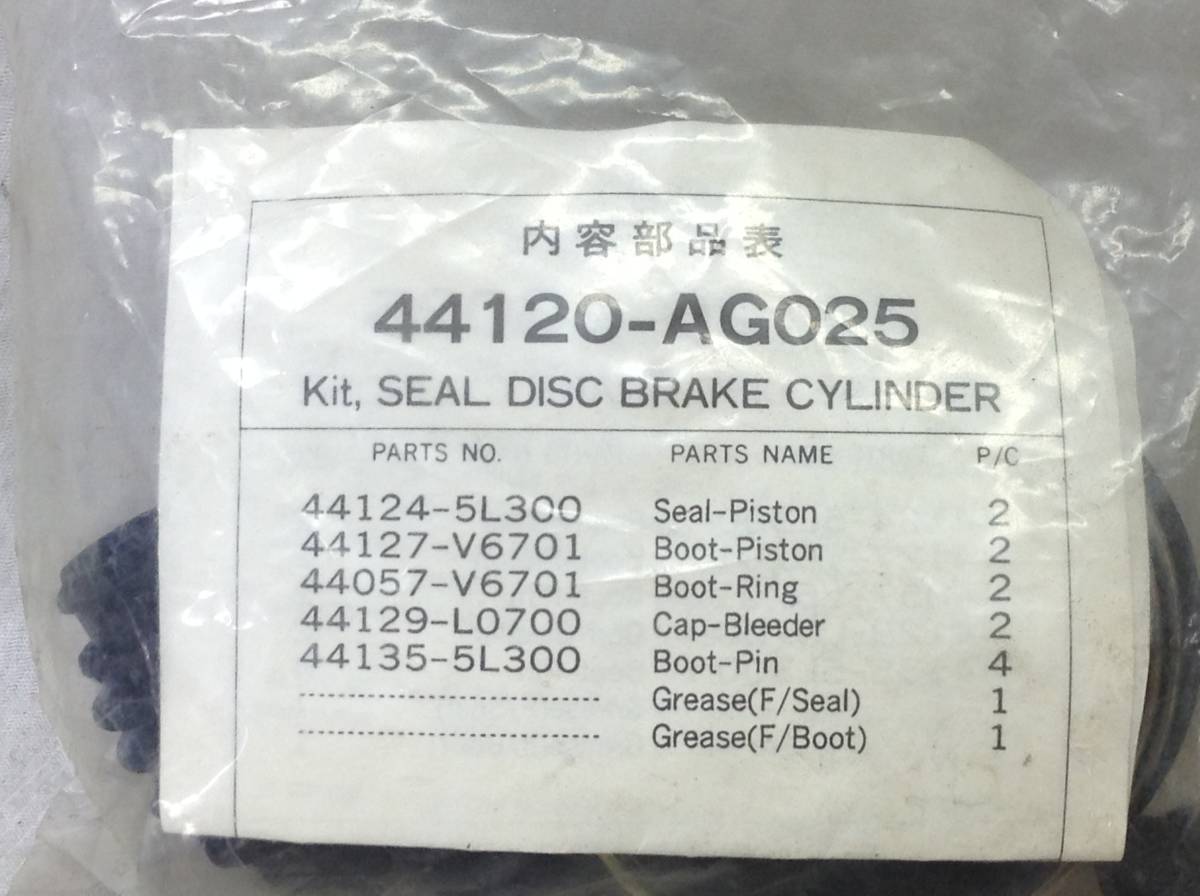 内容部品表
44120-AG025
Kit, SEAL DISC BRAKE CYLINDER
PARTS NO. PARTS NAME P/C
44124-5L300 Seal-Piston 2
44127-V6701 Boot-Piston 2
44057-V6701 Boot-Ring 2
44129-L0700 Cap-Bleeder 2
44135-5L300 Boot-Pin 4
Grease(F/Seal) 1
Grease(F/Boot) 1